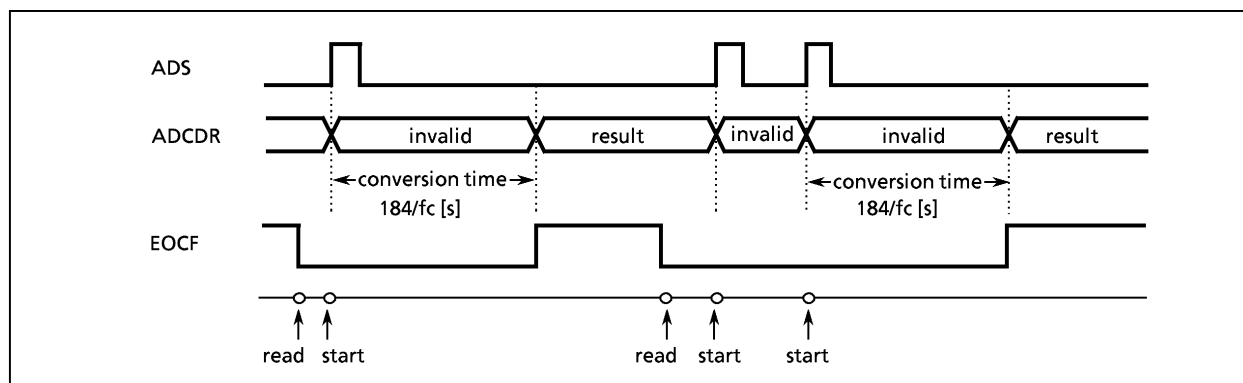 ADS
ADCDR
invalid
result
invalid
invalid
result
conversion time
184/fc [s]
conversion time
184/fc [s]
EOCF
read
start
read
start
start